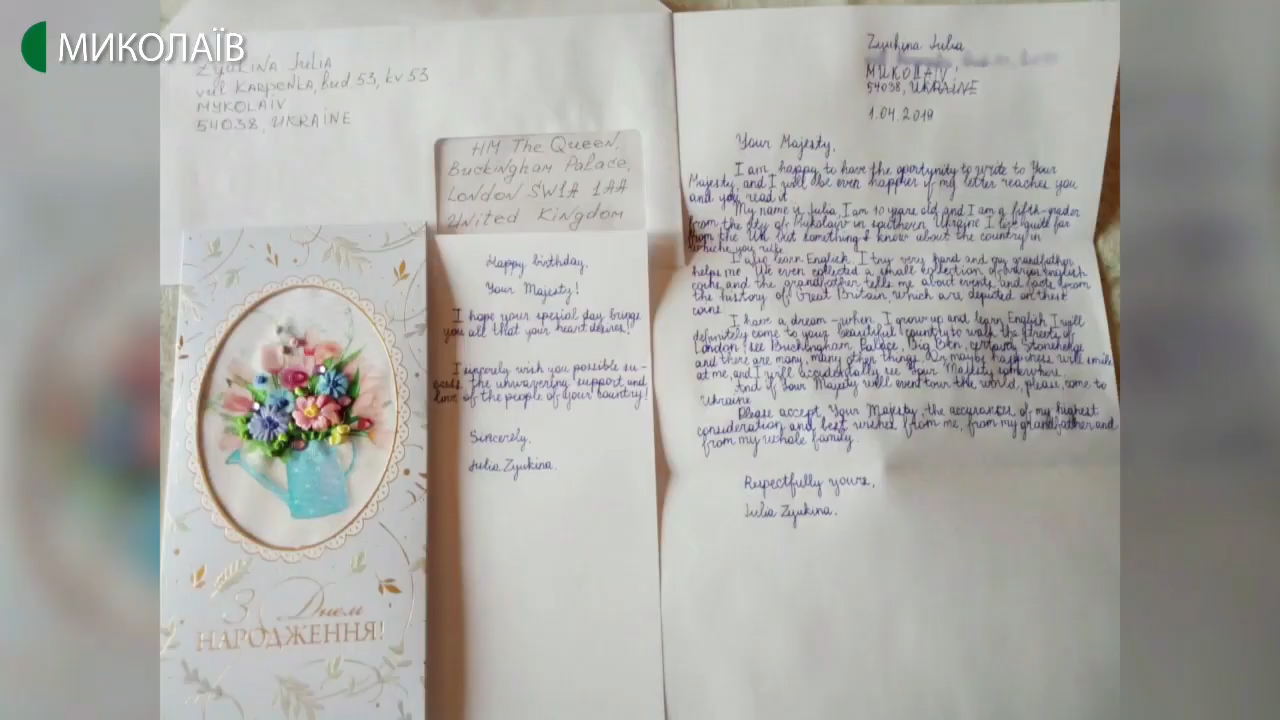 МИКОЛАЇВ
ZYUKINA JULIA
vul KARPENKA, bud 53, kv 53
MYKOLAIV
54038, UKRAINE
HM The Queen,
Buckingham Palace,
LONDON SW1A 1AA
United Kingdom
З Днем
НАРОДЖЕННЯ!
Happy birthday,
Your Majesty!
I hope your spesial day brings
you all that your heart desires!
I sincerely wish you possible su-
the unwavering support and
love of the people of your country!
Sincerely,
Julia Zyukina.
Zyukina Julia
MUKOLAIV
54038, UKRAINE
1.04.2019
Your Majesty,
I am happy to have the oportunity to write to Your
Majesty, and I will be even happier if my letter reaches you
and you read it
My name is Julia, I am 10 years old and I am a fifth-grader
from the city of Mykolaiv in southern Ukraine I live quite far
from the UK but something I know about the country in
which you
I also learn English. I try very hard and my grandfather
helps me. We even collected a small collection of english
coins and the grandfather tells me about events and facts from
the history of Great Britain which are depicted on these
coins
I have a dream - when I grow up and learn English I will
definitely come to your beautiful country to walk the streets of
London see Buckingham Palace, Big Ben, Stonehenge
and there are many, many other things Or maybe happiness will smile
at me, and I will accidentally see Your Majesty somewhere.
And if Your Majesty will even tour the world, please, come to
Ukraine
Please accept, Your Majesty, the of my highest
consideration and best wishes from me, from my grandfather and
from my whole family.
Respectfully yours,
Julia Zyukina.